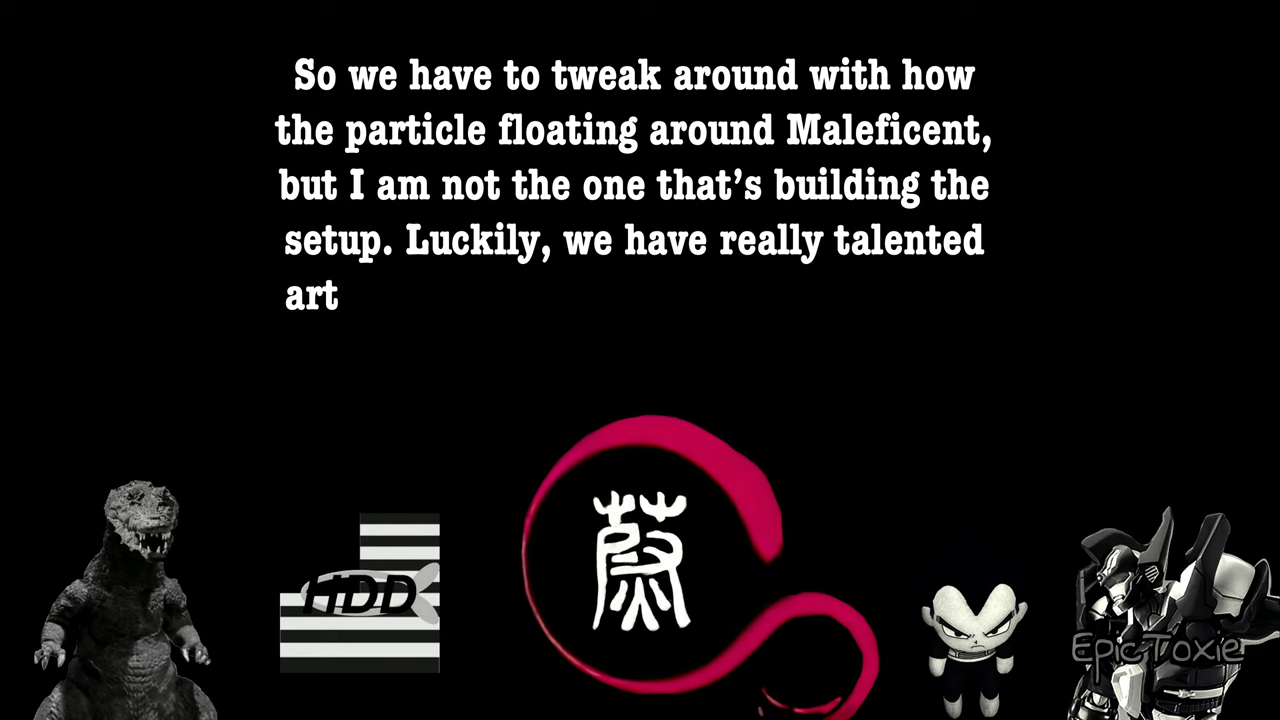 So we have to tweak around with how
the particle floating around Maleficent,
but I am not the one that’s building the
setup. Luckily, we have really talented
art
HDD
蔚
EpicToxie